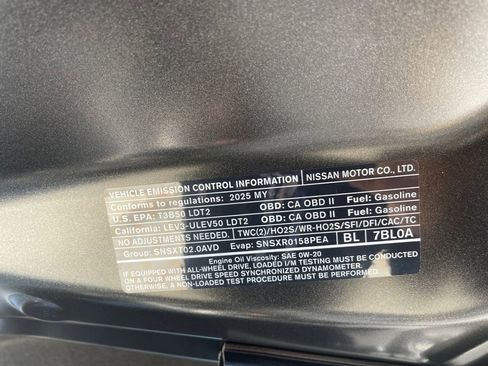 VEHICLE EMISSION CONTROL INFORMATION NISSAN MOTOR CO., LTD.
Conforms to regulations: 2025 MY
U.S. EPA: T3B50 LDT2 OBD: CA OBD II Fuel: Gasoline
California: LEV3-ULEV50 LDT2 OBD: CA OBD II Fuel: Gasoline
NO ADJUSTMENTS NEEDED. TWC(2)/HO2S/WR-HO2S/SFI/DFI/CAC/TC
Group: SNSXT02.0AVD Evap: SNSXR0158PEA BL 7BL0A
Engine Oil Viscosity: SAE 0W-20
IF EQUIPPED WITH ALL-WHEEL DRIVE, LOADED I/M TESTING MUST BE CONDUCTED
ON A FOUR WHEEL DRIVE SPEED SYNCHRONIZED DYNAMOMETER.
OTHERWISE, A NON-LOADED TEST PROCEDURE MUST BE CONDUCTED.